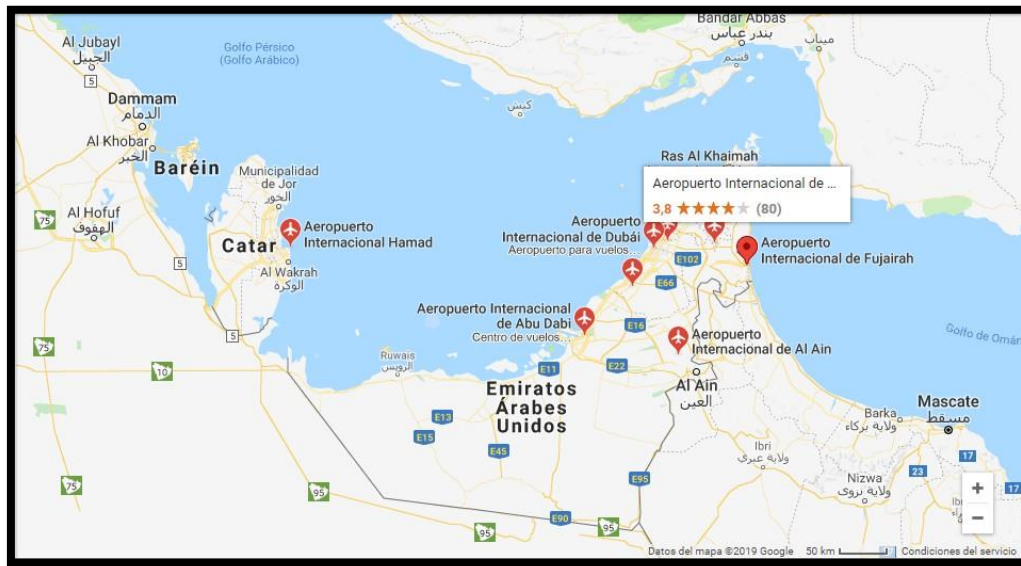 Bandar Abbas
بندر عباس
میناب
قشم
Al Jubayl
الجبيل
5
Golfo Pérsico
(Golfo Arábico)
كيش
Dammam
الدمام
Al Khobar
الخبر
Baréin
Municipalidad
de Jor
الخور
Ras Al Khaimah
Aeropuerto Internacional de ...
3,8
(80)
75
Al Hofuf
الهفوف
5
Catar
Aeropuerto
Internacional Hamad
Al Wakrah
الوكرة
Aeropuerto
Internacional de Dubái
Aeropuerto para vuelos...
E102
Aeropuerto
Internacional de Fujairah
E66
Aeropuerto Internacional
de Abu Dabi
Centro de vuelos...
E16
Aeropuerto
Internacional de Al Ain
Golfo de Omán
5
75
10
Ruwais
الرويس
E11
E22
Al Ain
العين
Emiratos
Árabes
Unidos
E13
E15
E45
Barka
ولاية بركاء
Mascate
مسقط
Ibri
ولاية عبري
17
23
Nizwa
ولاية نزوى
75
95
E95
17
95
E90
95
+
−
Datos del mapa ©2019 Google
50 km
Condiciones del servicio